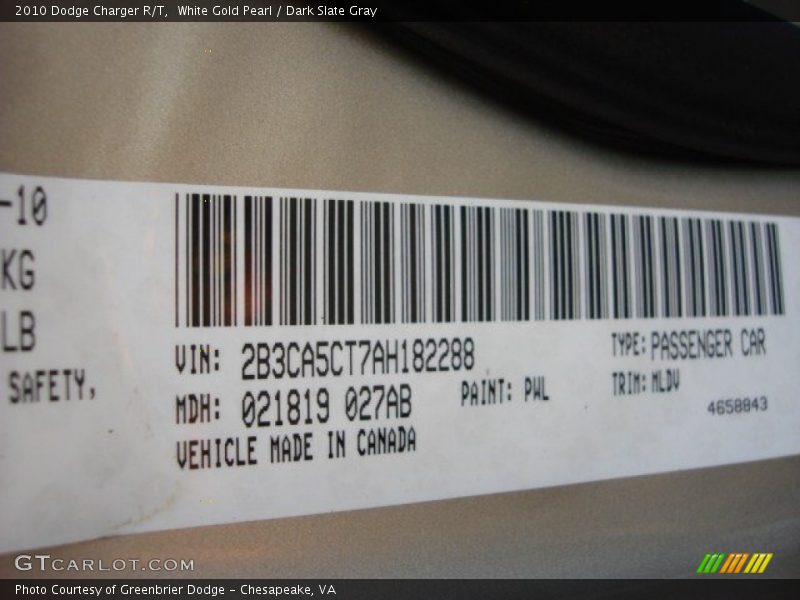 2010 Dodge Charger R/T, White Gold Pearl / Dark Slate Gray
-10
KG
LB
SAFETY,
VIN: 2B3CA5CT7AH182288
TYPE: PASSENGER CAR
MDH: 021819 027AB
PAINT: PWL
TRIM: MLDV
4658843
VEHICLE MADE IN CANADA
GTCARLOT.COM
Photo Courtesy of Greenbrier Dodge - Chesapeake, VA